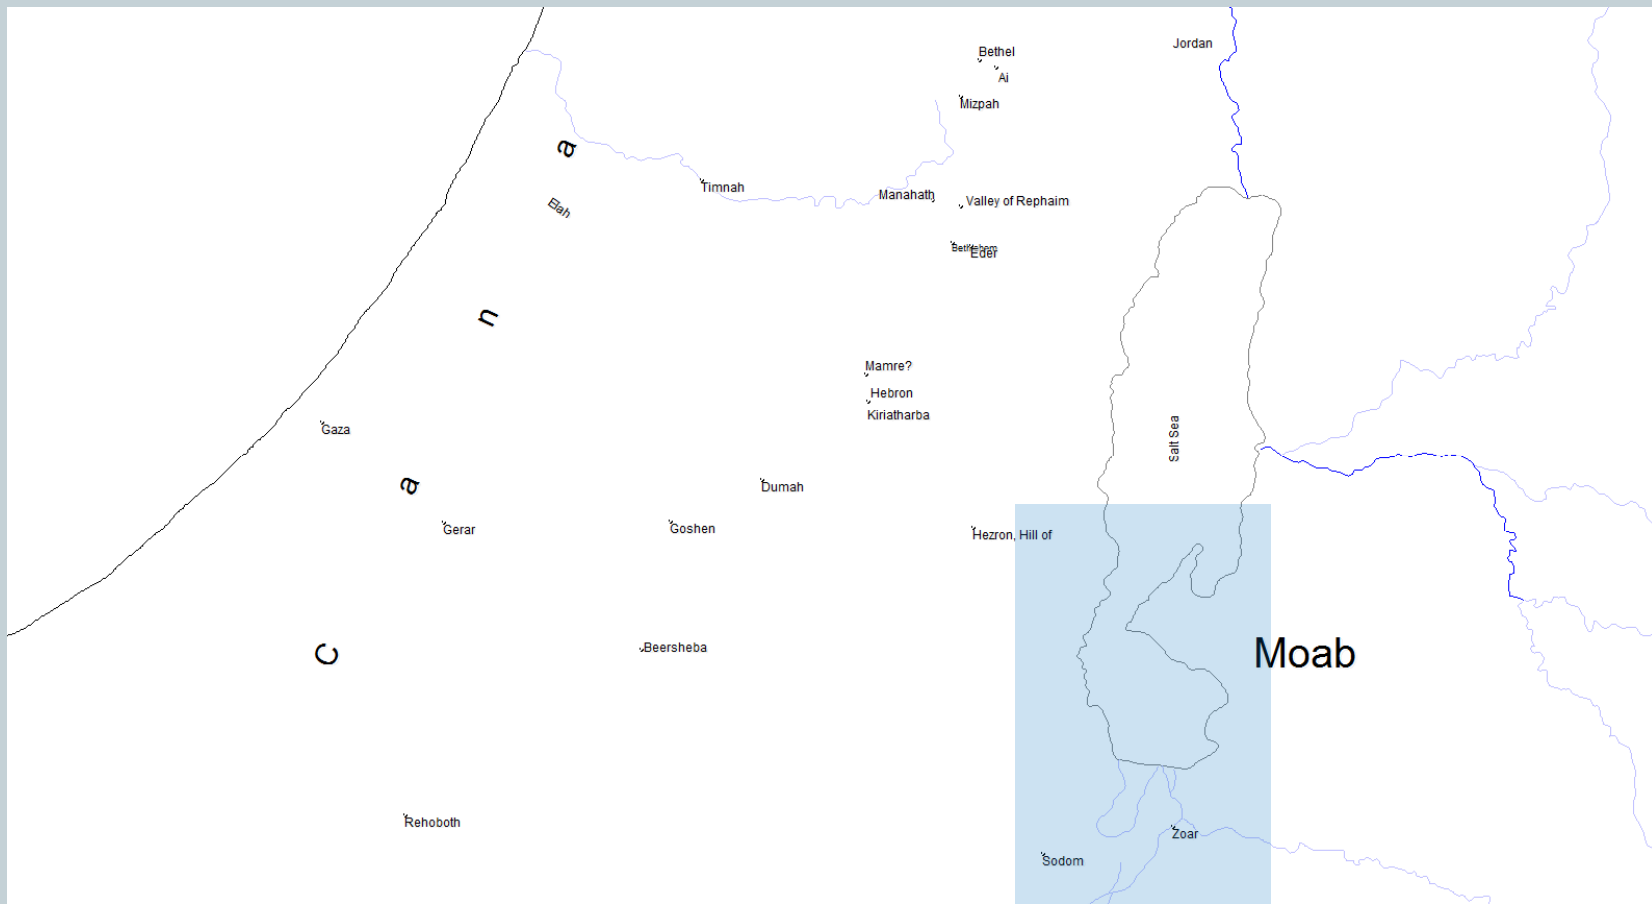 Jordan
Bethel
Ai
Mizpah
a
Timnah
Manahath
Valley of Rephaim
Elah
Bethlehem
Eder
n
Mamre?
Hebron
Kiriatharba
Gaza
Salt Sea
a
Dumah
Gerar
Goshen
Hezron, Hill of
C
Beersheba
Moab
Rehoboth
Zoar
Sodom